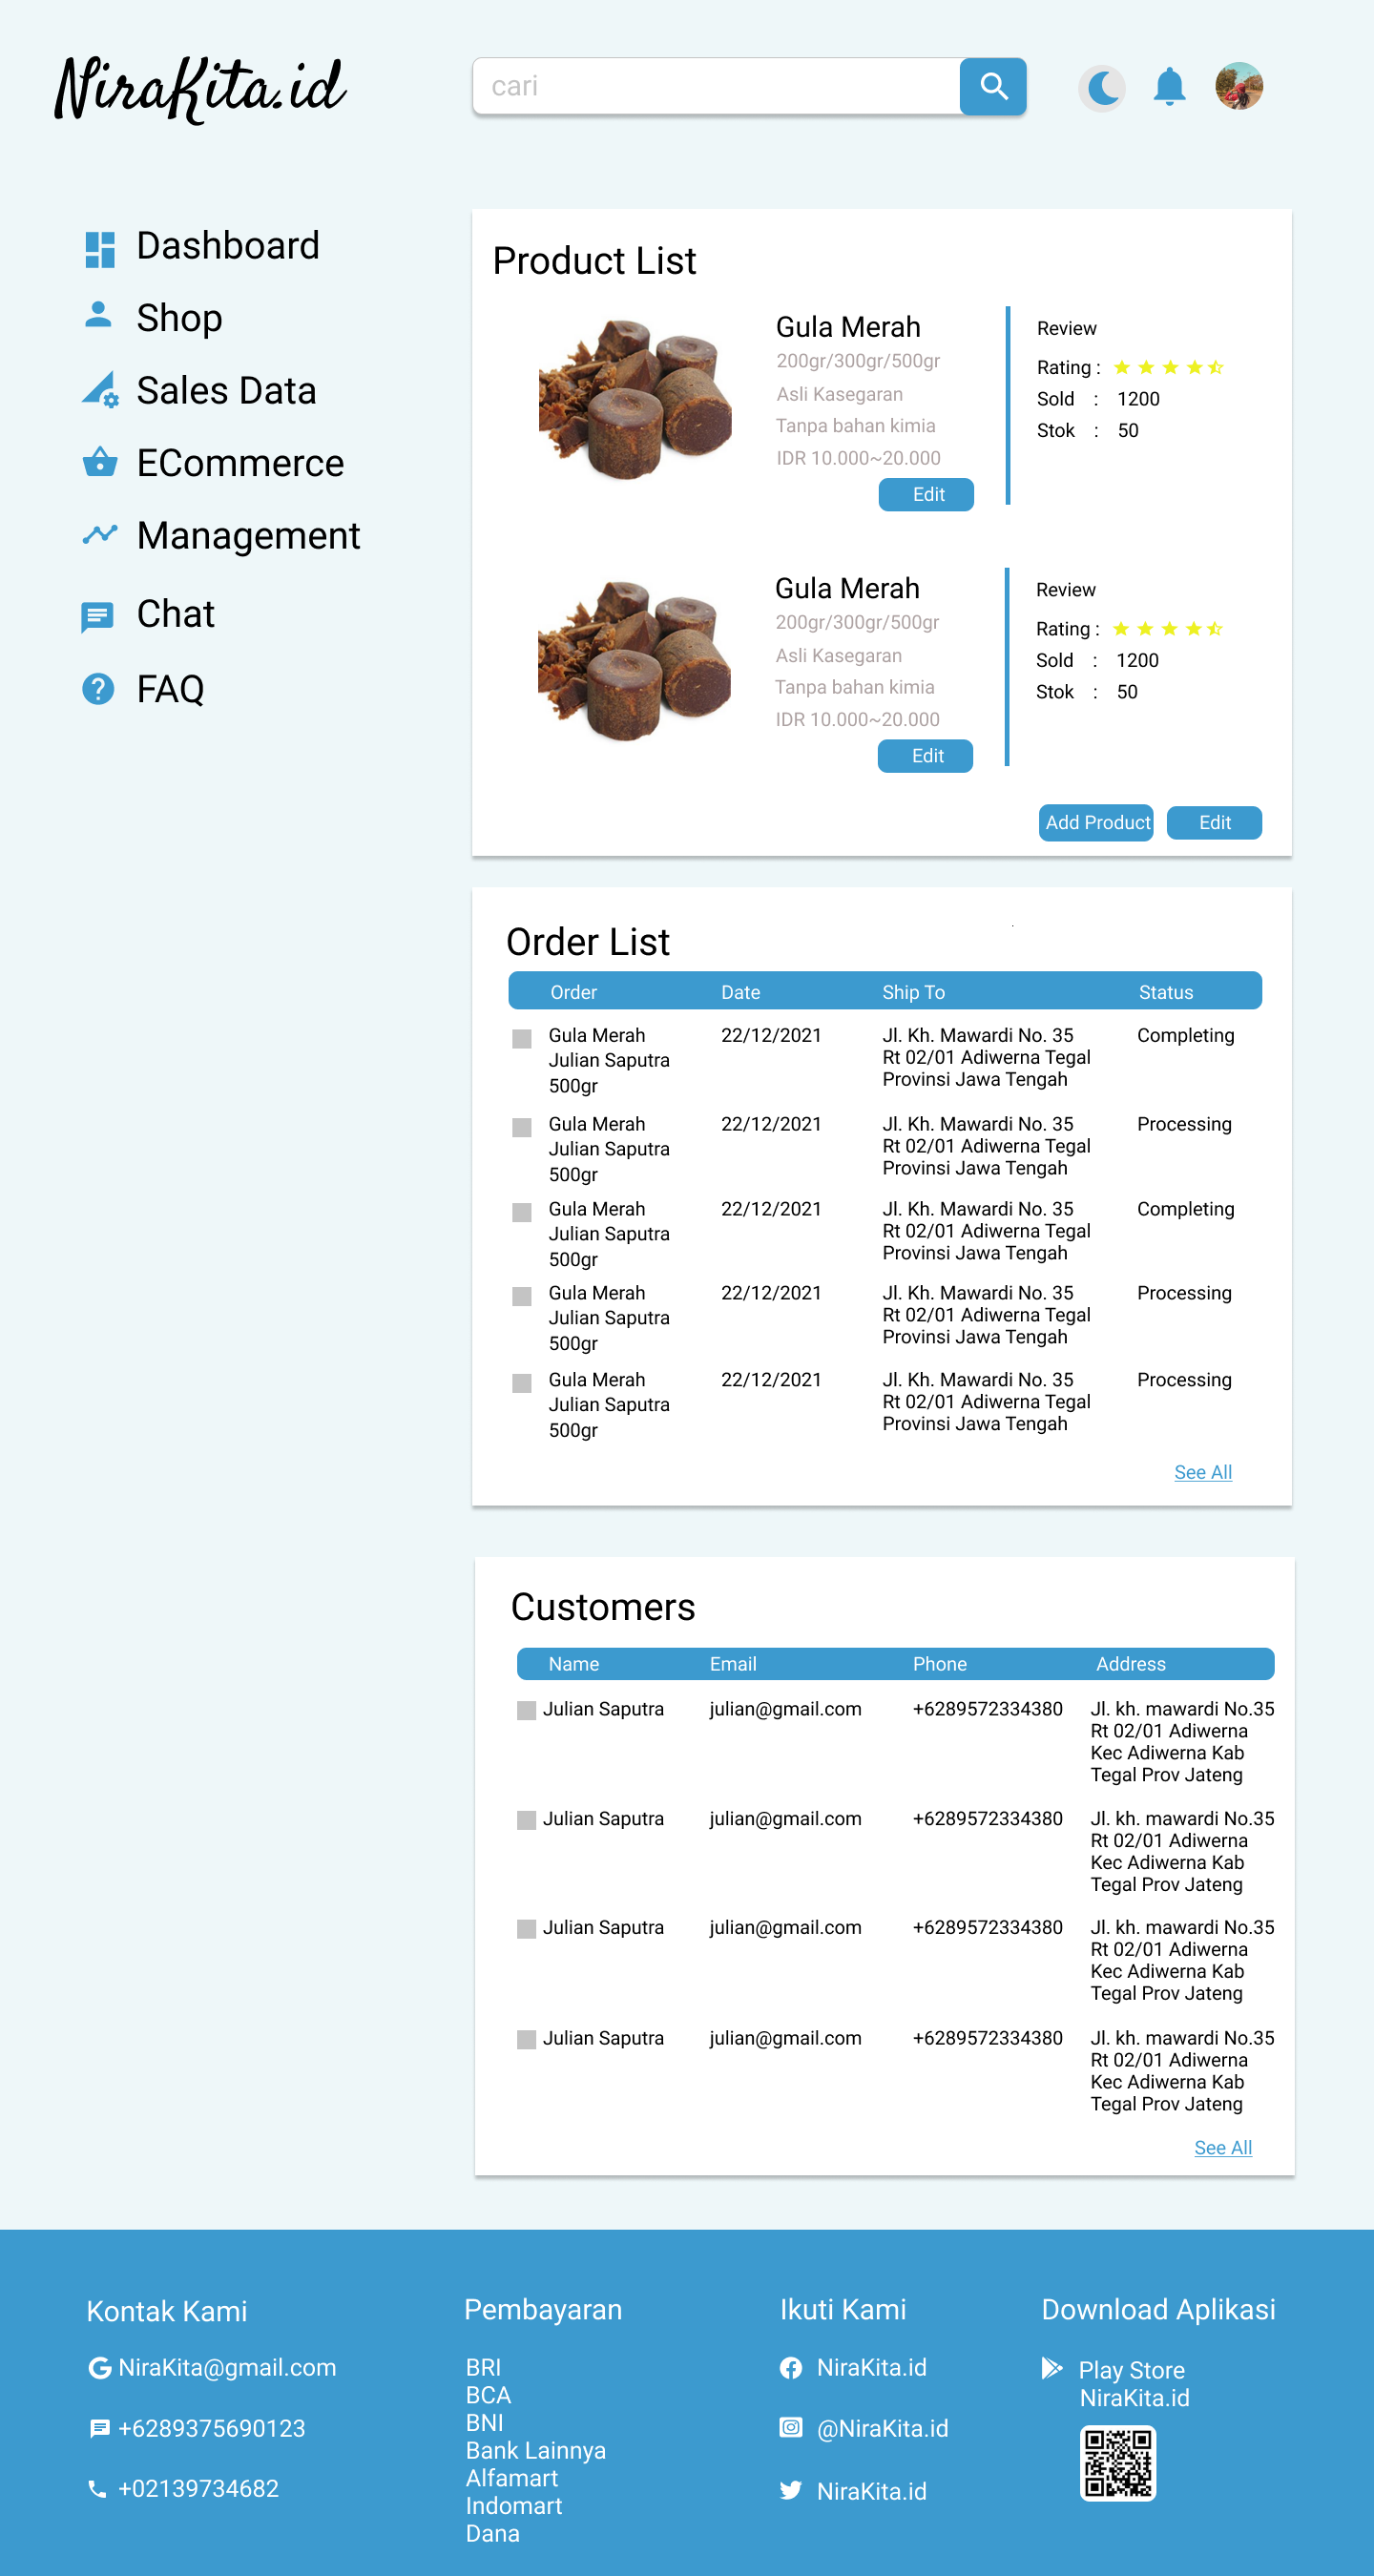 NiraKita.id
cari
Dashboard
Shop
Sales Data
ECommerce
Management
Chat
FAQ
Product List
Gula Merah
200gr/300gr/500gr
Asli Kasegaran
Tanpa bahan kimia
IDR 10.000~20.000
Edit
Review
Rating :
Sold : 1200
Stok : 50
Gula Merah
200gr/300gr/500gr
Asli Kasegaran
Tanpa bahan kimia
IDR 10.000~20.000
Edit
Review
Rating :
Sold : 1200
Stok : 50
Add Product Edit
Order List
Order Date Ship To Status
Gula Merah 22/12/2021 Jl. Kh. Mawardi No. 35 Completing
Julian Saputra Rt 02/01 Adiwerna Tegal
500gr Provinsi Jawa Tengah
Gula Merah 22/12/2021 Jl. Kh. Mawardi No. 35 Processing
Julian Saputra Rt 02/01 Adiwerna Tegal
500gr Provinsi Jawa Tengah
Gula Merah 22/12/2021 Jl. Kh. Mawardi No. 35 Completing
Julian Saputra Rt 02/01 Adiwerna Tegal
500gr Provinsi Jawa Tengah
Gula Merah 22/12/2021 Jl. Kh. Mawardi No. 35 Processing
Julian Saputra Rt 02/01 Adiwerna Tegal
500gr Provinsi Jawa Tengah
Gula Merah 22/12/2021 Jl. Kh. Mawardi No. 35 Processing
Julian Saputra Rt 02/01 Adiwerna Tegal
500gr Provinsi Jawa Tengah
See All
Customers
Name Email Phone Address
Julian Saputra julian@gmail.com +6289572334380 Jl. kh. mawardi No.35
Rt 02/01 Adiwerna
Kec Adiwerna Kab
Tegal Prov Jateng
Julian Saputra julian@gmail.com +6289572334380 Jl. kh. mawardi No.35
Rt 02/01 Adiwerna
Kec Adiwerna Kab
Tegal Prov Jateng
Julian Saputra julian@gmail.com +6289572334380 Jl. kh. mawardi No.35
Rt 02/01 Adiwerna
Kec Adiwerna Kab
Tegal Prov Jateng
Julian Saputra julian@gmail.com +6289572334380 Jl. kh. mawardi No.35
Rt 02/01 Adiwerna
Kec Adiwerna Kab
Tegal Prov Jateng
See All
Kontak Kami
NiraKita@gmail.com
+6289375690123
+02139734682
Pembayaran
BRI
BCA
BNI
Bank Lainnya
Alfamart
Indomart
Dana
Ikuti Kami
NiraKita.id
@NiraKita.id
NiraKita.id
Download Aplikasi
Play Store
NiraKita.id